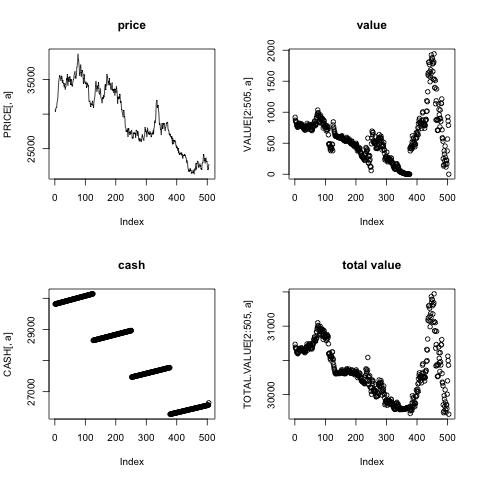 price
PRICE[, a]
25000 35000
0 100 200 300 400 500
Index
value
VALUE[2:505, a]
0 500 1000 1500 2000
0 100 200 300 400 500
Index
cash
CASH[, a]
27000 29000
0 100 200 300 400 500
Index
total value
TOTAL.VALUE[2:505, a]
30000 31000
0 100 200 300 400 500
Index